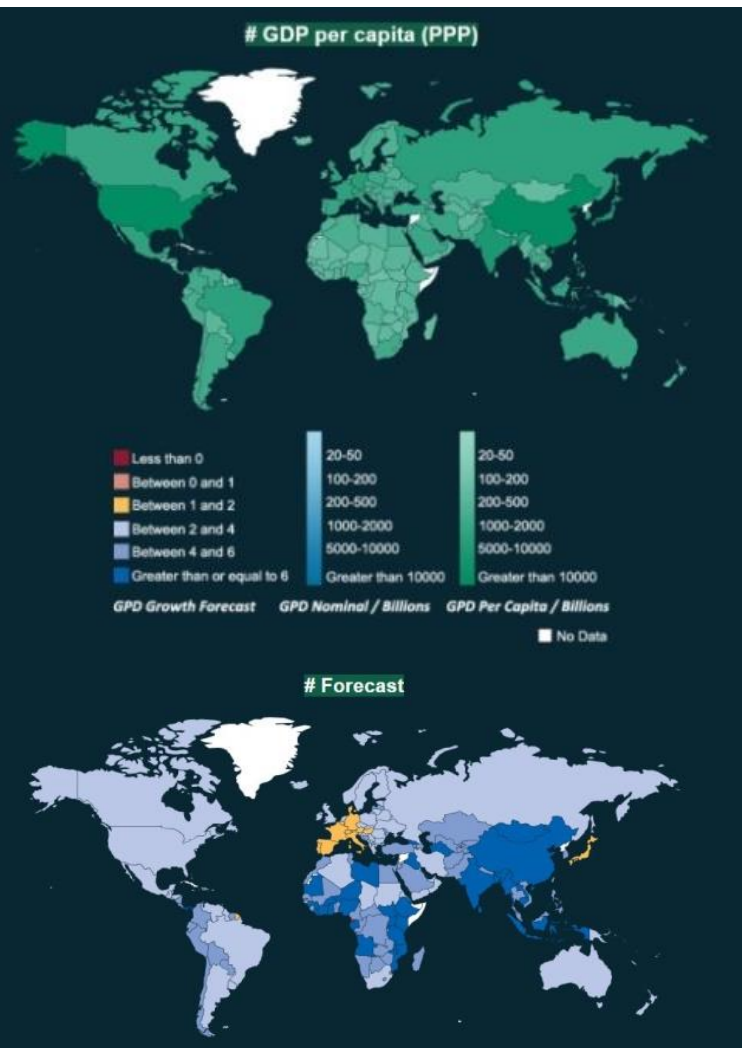 # GDP per capita (PPP)
Less than 0
Between 0 and 1
Between 1 and 2
Between 2 and 4
Between 4 and 6
Greater than or equal to 6
GPD Growth Forecast
20-50
100-200
200-500
1000-2000
5000-10000
Greater than 10000
GPD Nominal / Billions
20-50
100-200
200-500
1000-2000
5000-10000
Greater than 10000
GPD Per Capita / Billions
No Data
# Forecast